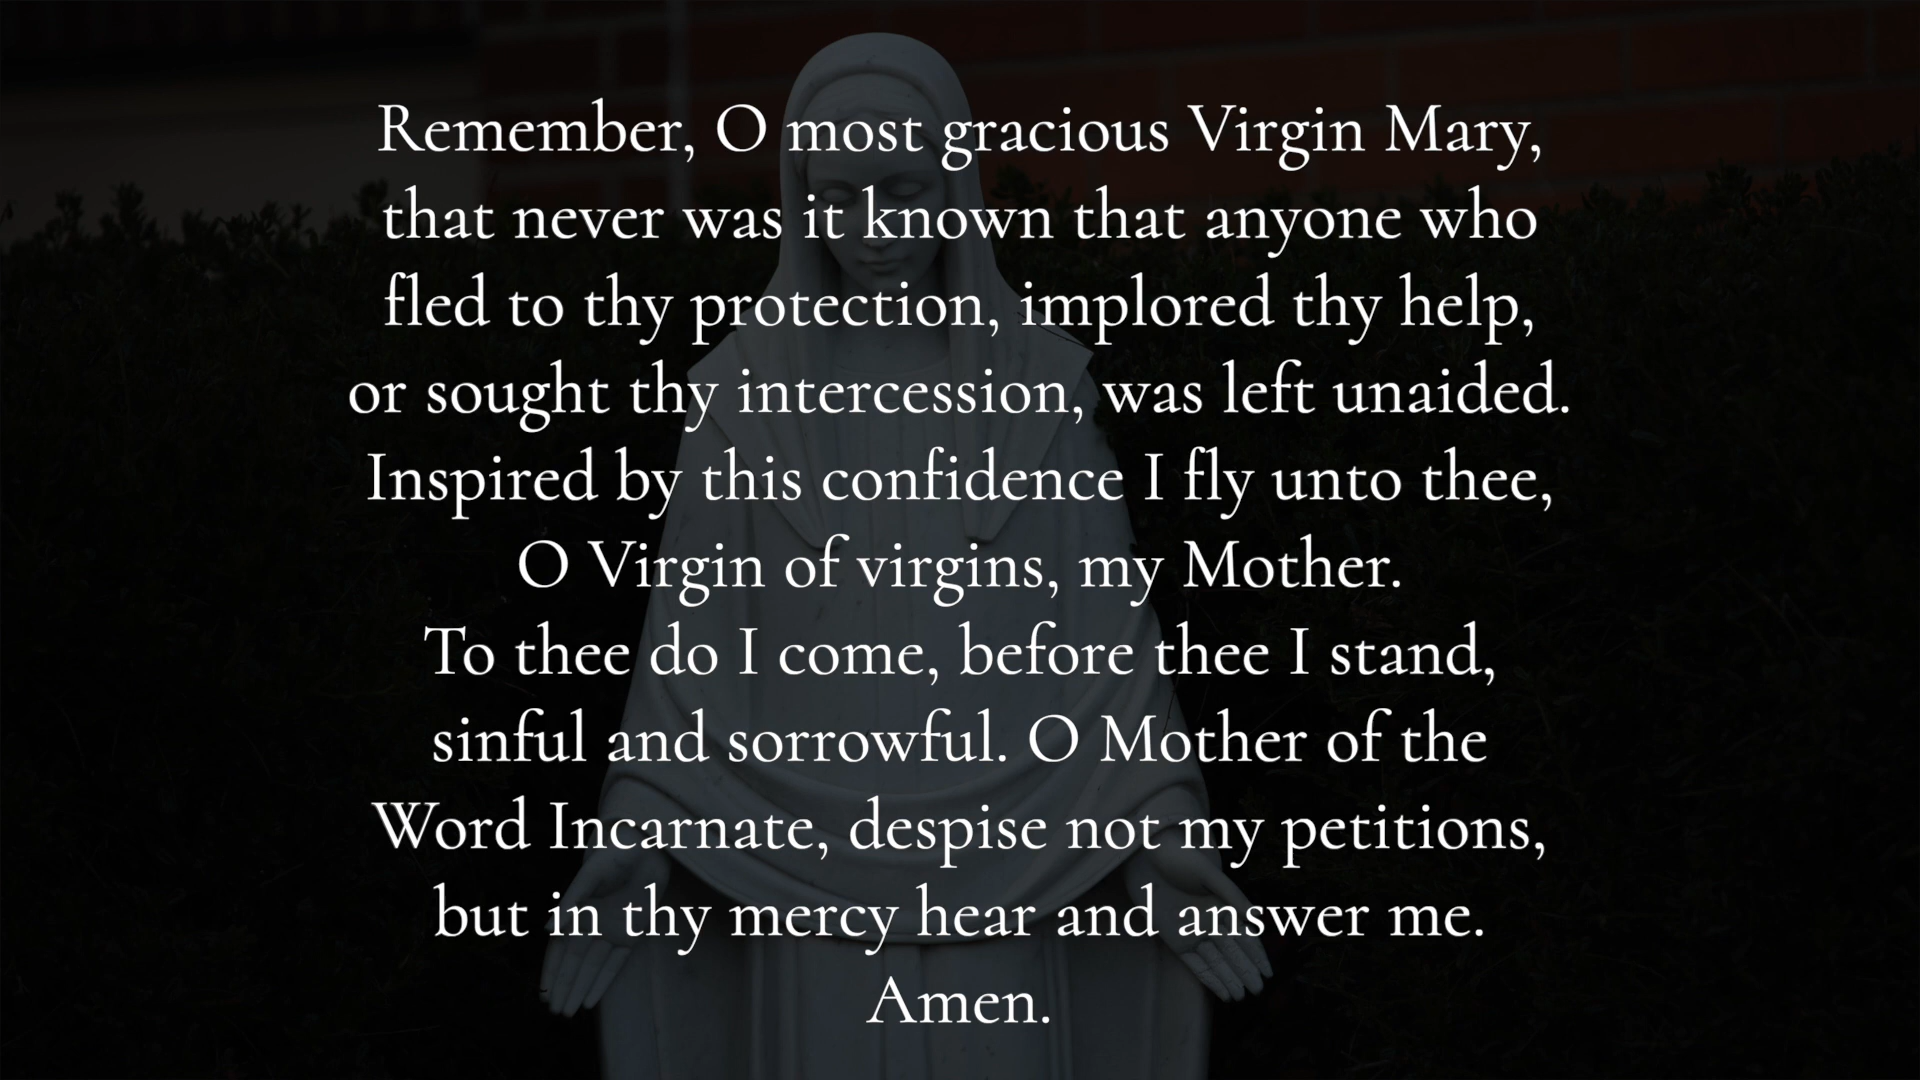 Remember, O most gracious Virgin Mary,
that never was it known that anyone who
fled to thy protection, implored thy help,
or sought thy intercession, was left unaided.
Inspired by this confidence I fly unto thee,
O Virgin of virgins, my Mother.
To thee do I come, before thee I stand,
sinful and sorrowful. O Mother of the
Word Incarnate, despise not my petitions,
but in thy mercy hear and answer me.
Amen.